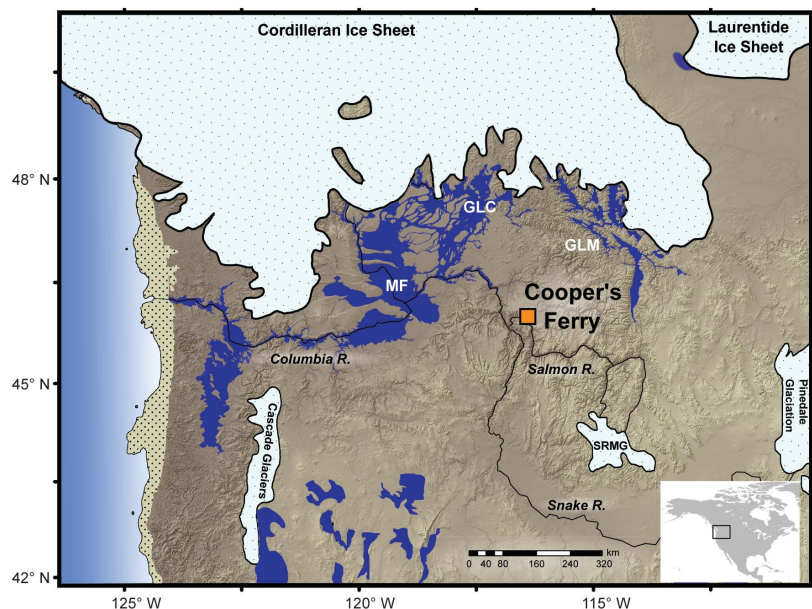 Cordilleran Ice Sheet
Laurentide
Ice Sheet
48° N
GLC
GLM
MF
Cooper's
Ferry
Columbia R.
Salmon R.
45° N
Cascade Glaciers
SRMG
Pinedale
Glaciation
Snake R.
km
0 40 80 160 240 320
42° N
125° W
120° W
115° W